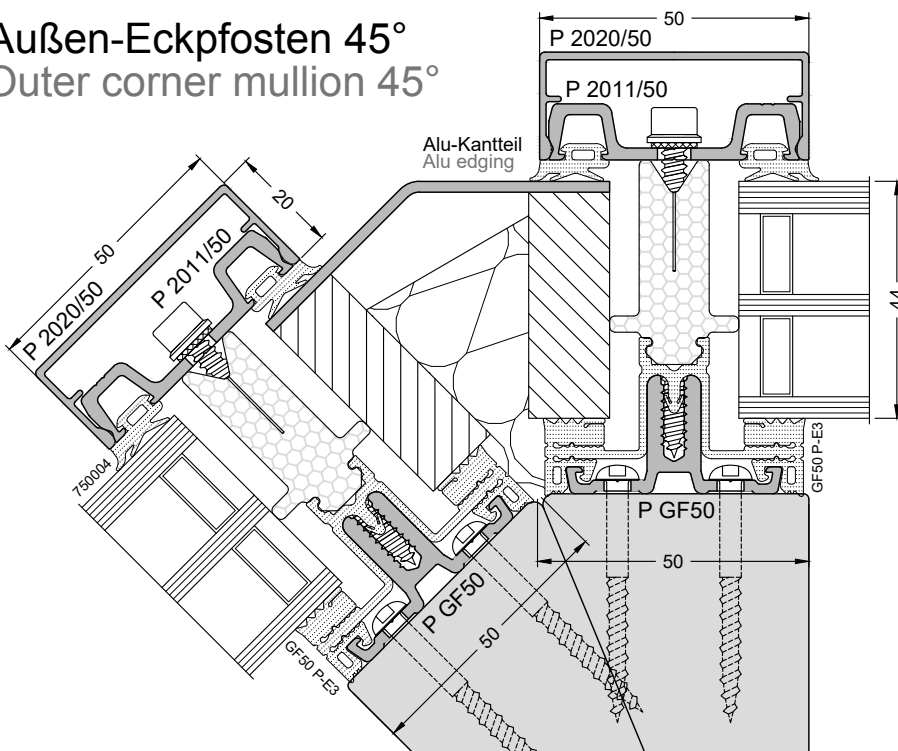 Außen-Eckpfosten 45°
Outer corner mullion 45°
50
P 2020/50
P 2011/50
Alu-Kantteil
Alu edging
20
50
P 2011/50
P 2020/50
44
750004
GF50 P-E3
P GF50
50
P GF50
50
GF50 P-E3